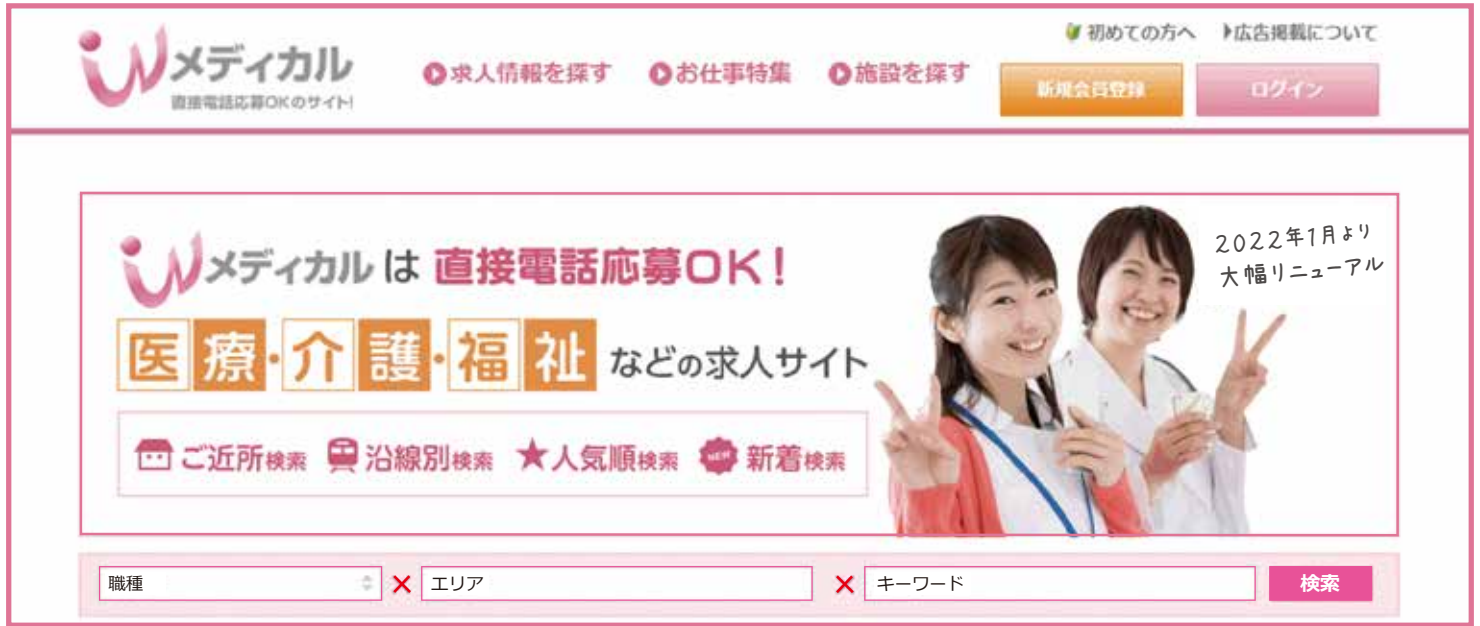 初めての方へ 広告掲載について
iWメディカル
直接電話応募OKのサイト!
求人情報を探す お仕事特集 施設を探す
新規会員登録 ログイン
iWメディカルは直接電話応募OK!
2022年1月より
大幅リニューアル
医療・介護・福祉などの求人サイト
ご近所検索 沿線別検索 人気順検索 NEW 新着検索
職種 × エリア × キーワード 検索